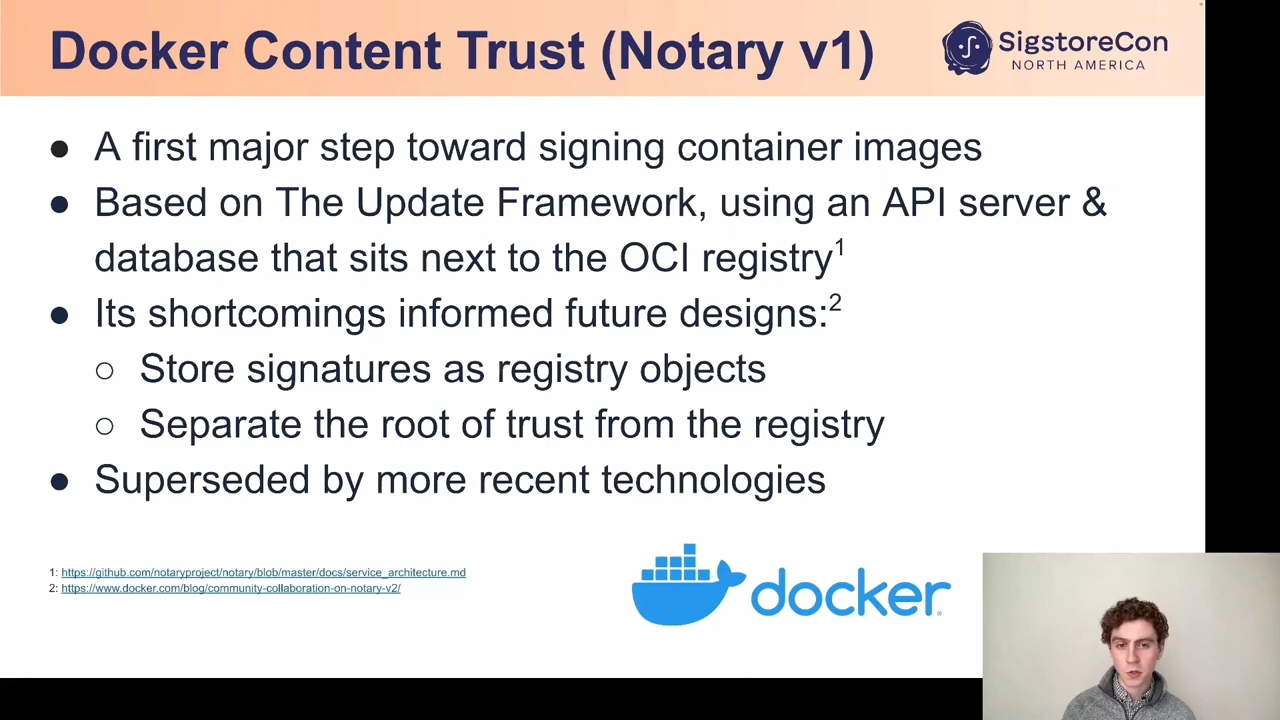 Docker Content Trust (Notary v1)
SigstoreCon
NORTH AMERICA
● A first major step toward signing container images
● Based on The Update Framework, using an API server &
database that sits next to the OCI registry1
● Its shortcomings informed future designs:2
○ Store signatures as registry objects
○ Separate the root of trust from the registry
● Superseded by more recent technologies
1: https://github.com/notaryproject/notary/blob/master/docs/service_architecture.md
2: https://www.docker.com/blog/community-collaboration-on-notary-v2/
docker